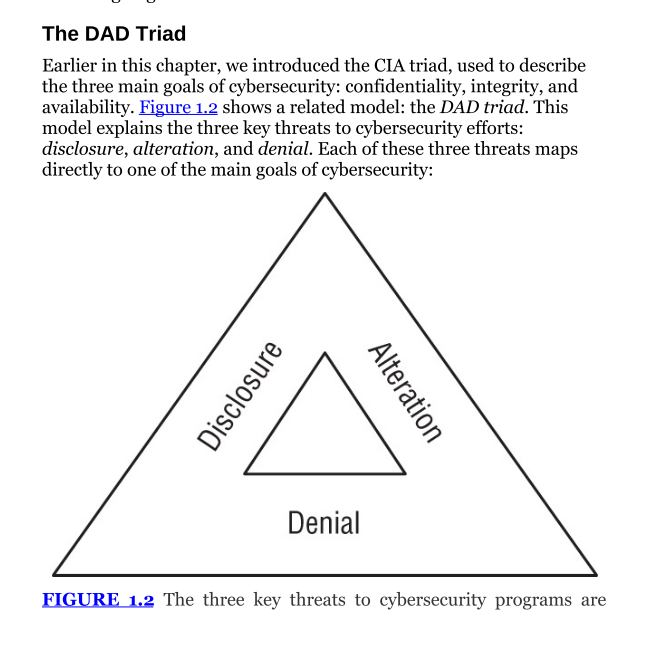 The DAD Triad
Earlier in this chapter, we introduced the CIA triad, used to describe
the three main goals of cybersecurity: confidentiality, integrity, and
availability. Figure 1.2 shows a related model: the DAD triad. This
model explains the three key threats to cybersecurity efforts:
disclosure, alteration, and denial. Each of these three threats maps
directly to one of the main goals of cybersecurity:
Disclosure
Alteration
Denial
FIGURE 1.2 The three key threats to cybersecurity programs are